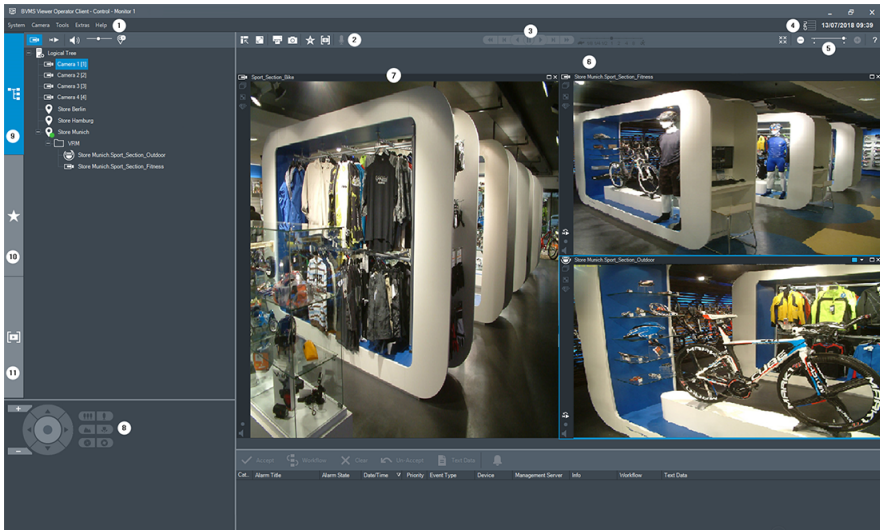 BVMS Viewer Operator Client - Control - Monitor 1
System Camera Tools Extras Help 1
2
3
4
13/07/2018 09:39
5
?
6
Logical Tree
Camera 1 [1]
Camera 2 [2]
Camera 3 [3]
Camera 4 [4]
Store Berlin
Store Hamburg
Store Munich
VRM
Store Munich.Sport_Section_Outdoor
Store Munich.Sport_Section_Fitness
9
10
11
8
Sport_Section_Bike
7
Store Munich.Sport_Section_Fitness
Store Munich.Sport_Section_Outdoor
CUBE
Accept Workflow Clear Un-Accept Text Data
Cat.. Alarm Title Alarm State Date/Time Priority Event Type Device Management Server Info Workflow Text Data